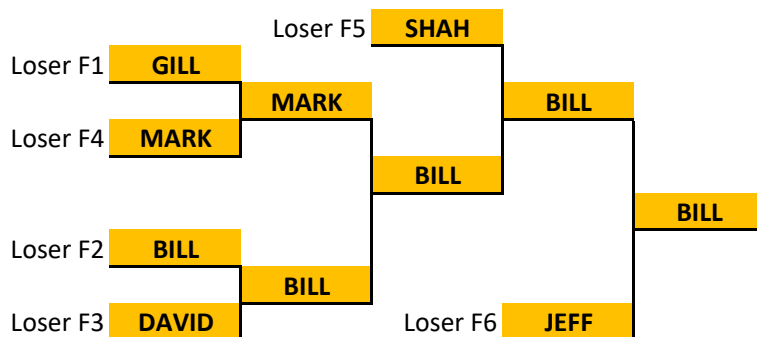 Loser F5 SHAH
Loser F1 GILL
MARK BILL
Loser F4 MARK
BILL
BILL
Loser F2 BILL
BILL
Loser F3 DAVID Loser F6 JEFF